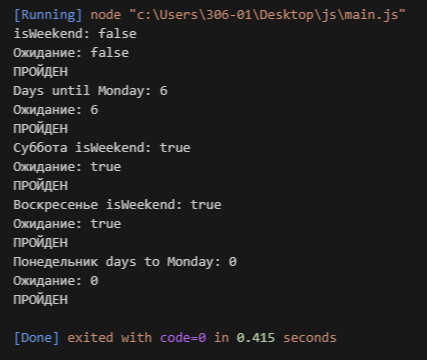 [Running] node "c:\Users\306-01\Desktop\js\main.js"
isWeekend: false
Ожидание: false
ПРОЙДЕН
Days until Monday: 6
Ожидание: 6
ПРОЙДЕН
Суббота isWeekend: true
Ожидание: true
ПРОЙДЕН
Воскресенье isWeekend: true
Ожидание: true
ПРОЙДЕН
Понедельник days to Monday: 0
Ожидание: 0
ПРОЙДЕН
[Done] exited with code=0 in 0.415 seconds